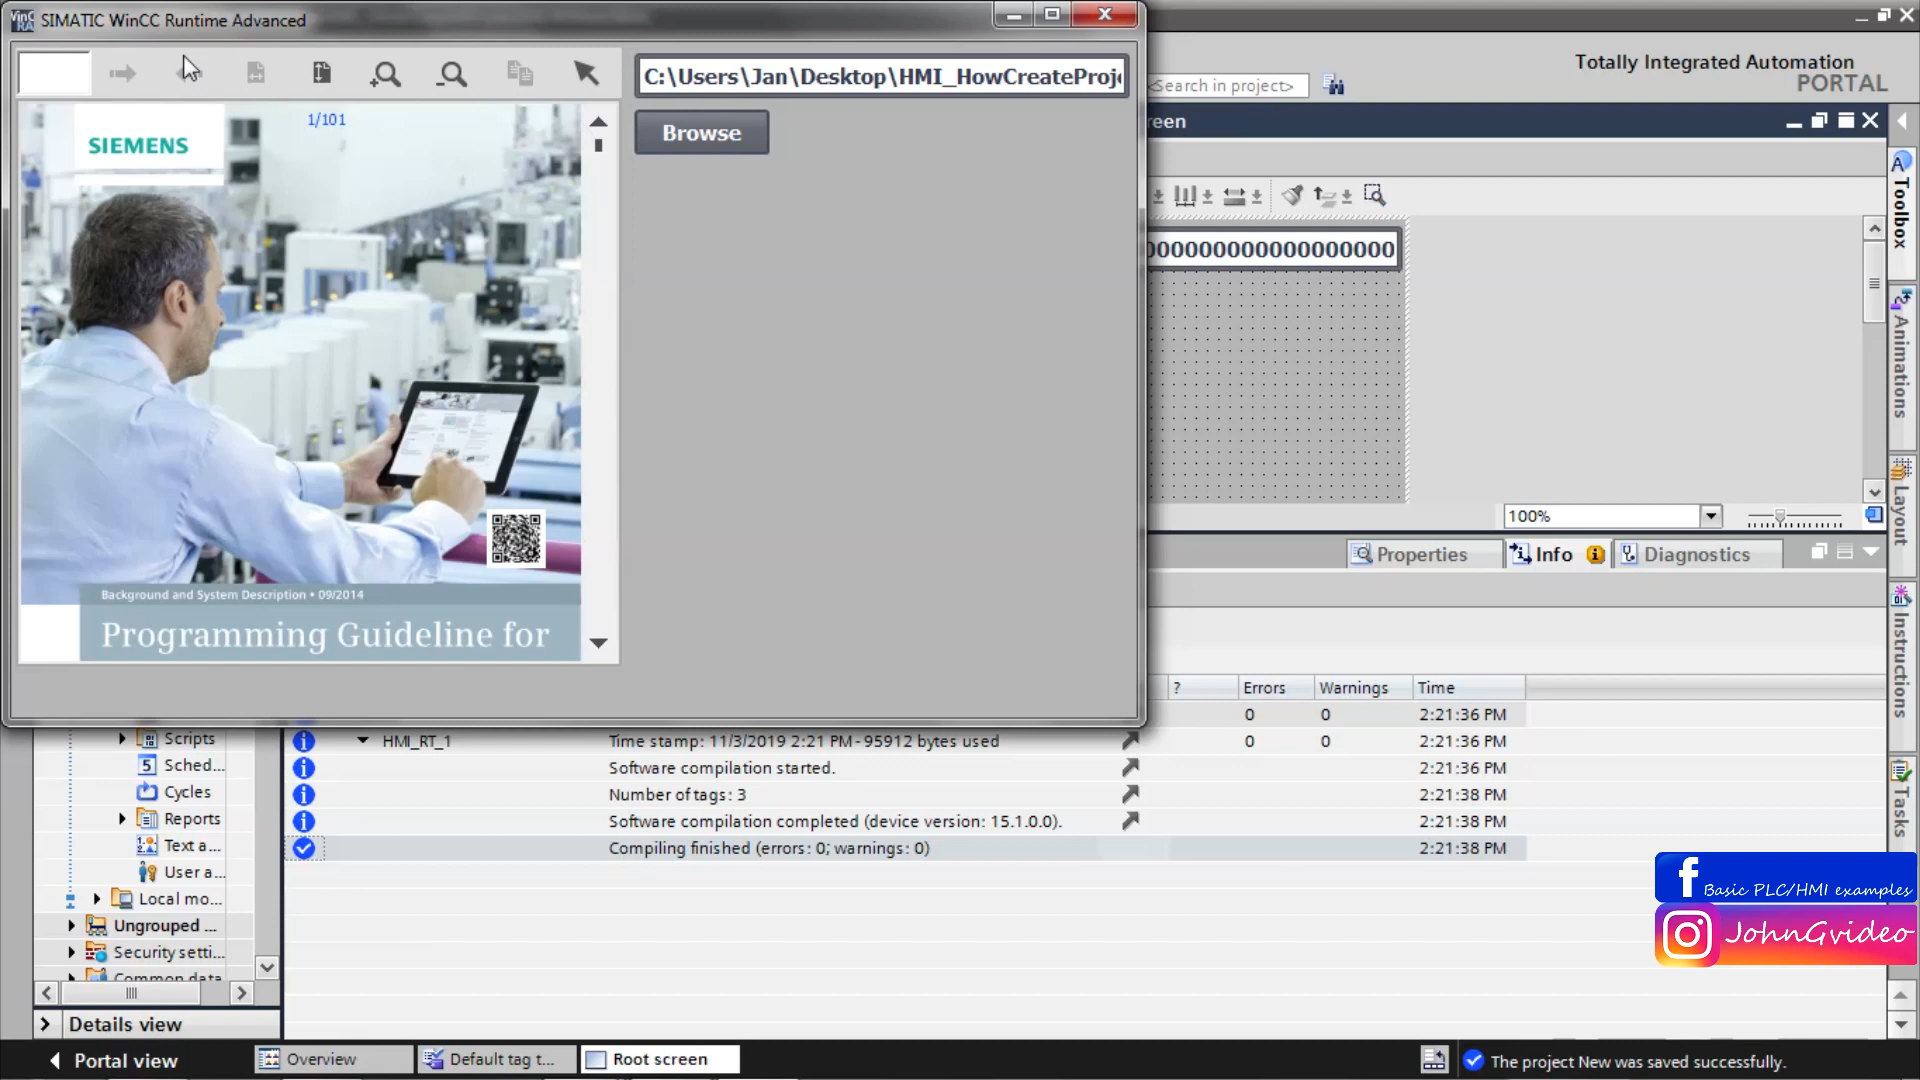 SIMATIC WinCC Runtime Advanced
C:\Users\Jan\Desktop\HMI_HowCreateProj
Browse
1/101
SIEMENS
Background and System Description • 09/2014
Programming Guideline for
Totally Integrated Automation
PORTAL
<Search in project>
een
Toolbox
Animations
Layout
Instructions
Tasks
000000000000000000
100%
Properties
Info
Diagnostics
? Errors Warnings Time
0 0 2:21:36 PM
HMI_RT_1 Time stamp: 11/3/2019 2:21 PM - 95912 bytes used 0 0 2:21:36 PM
Software compilation started. 2:21:36 PM
Number of tags: 3 2:21:38 PM
Software compilation completed (device version: 15.1.0.0). 2:21:38 PM
Compiling finished (errors: 0; warnings: 0) 2:21:38 PM
Scripts
Sched...
Cycles
Reports
Text a...
User a...
Local mo...
Ungrouped ...
Security setti...
Common data
Details view
Basic PLC/HMI examples
JohnGvideo
Portal view
Overview
Default tag t...
Root screen
The project New was saved successfully.